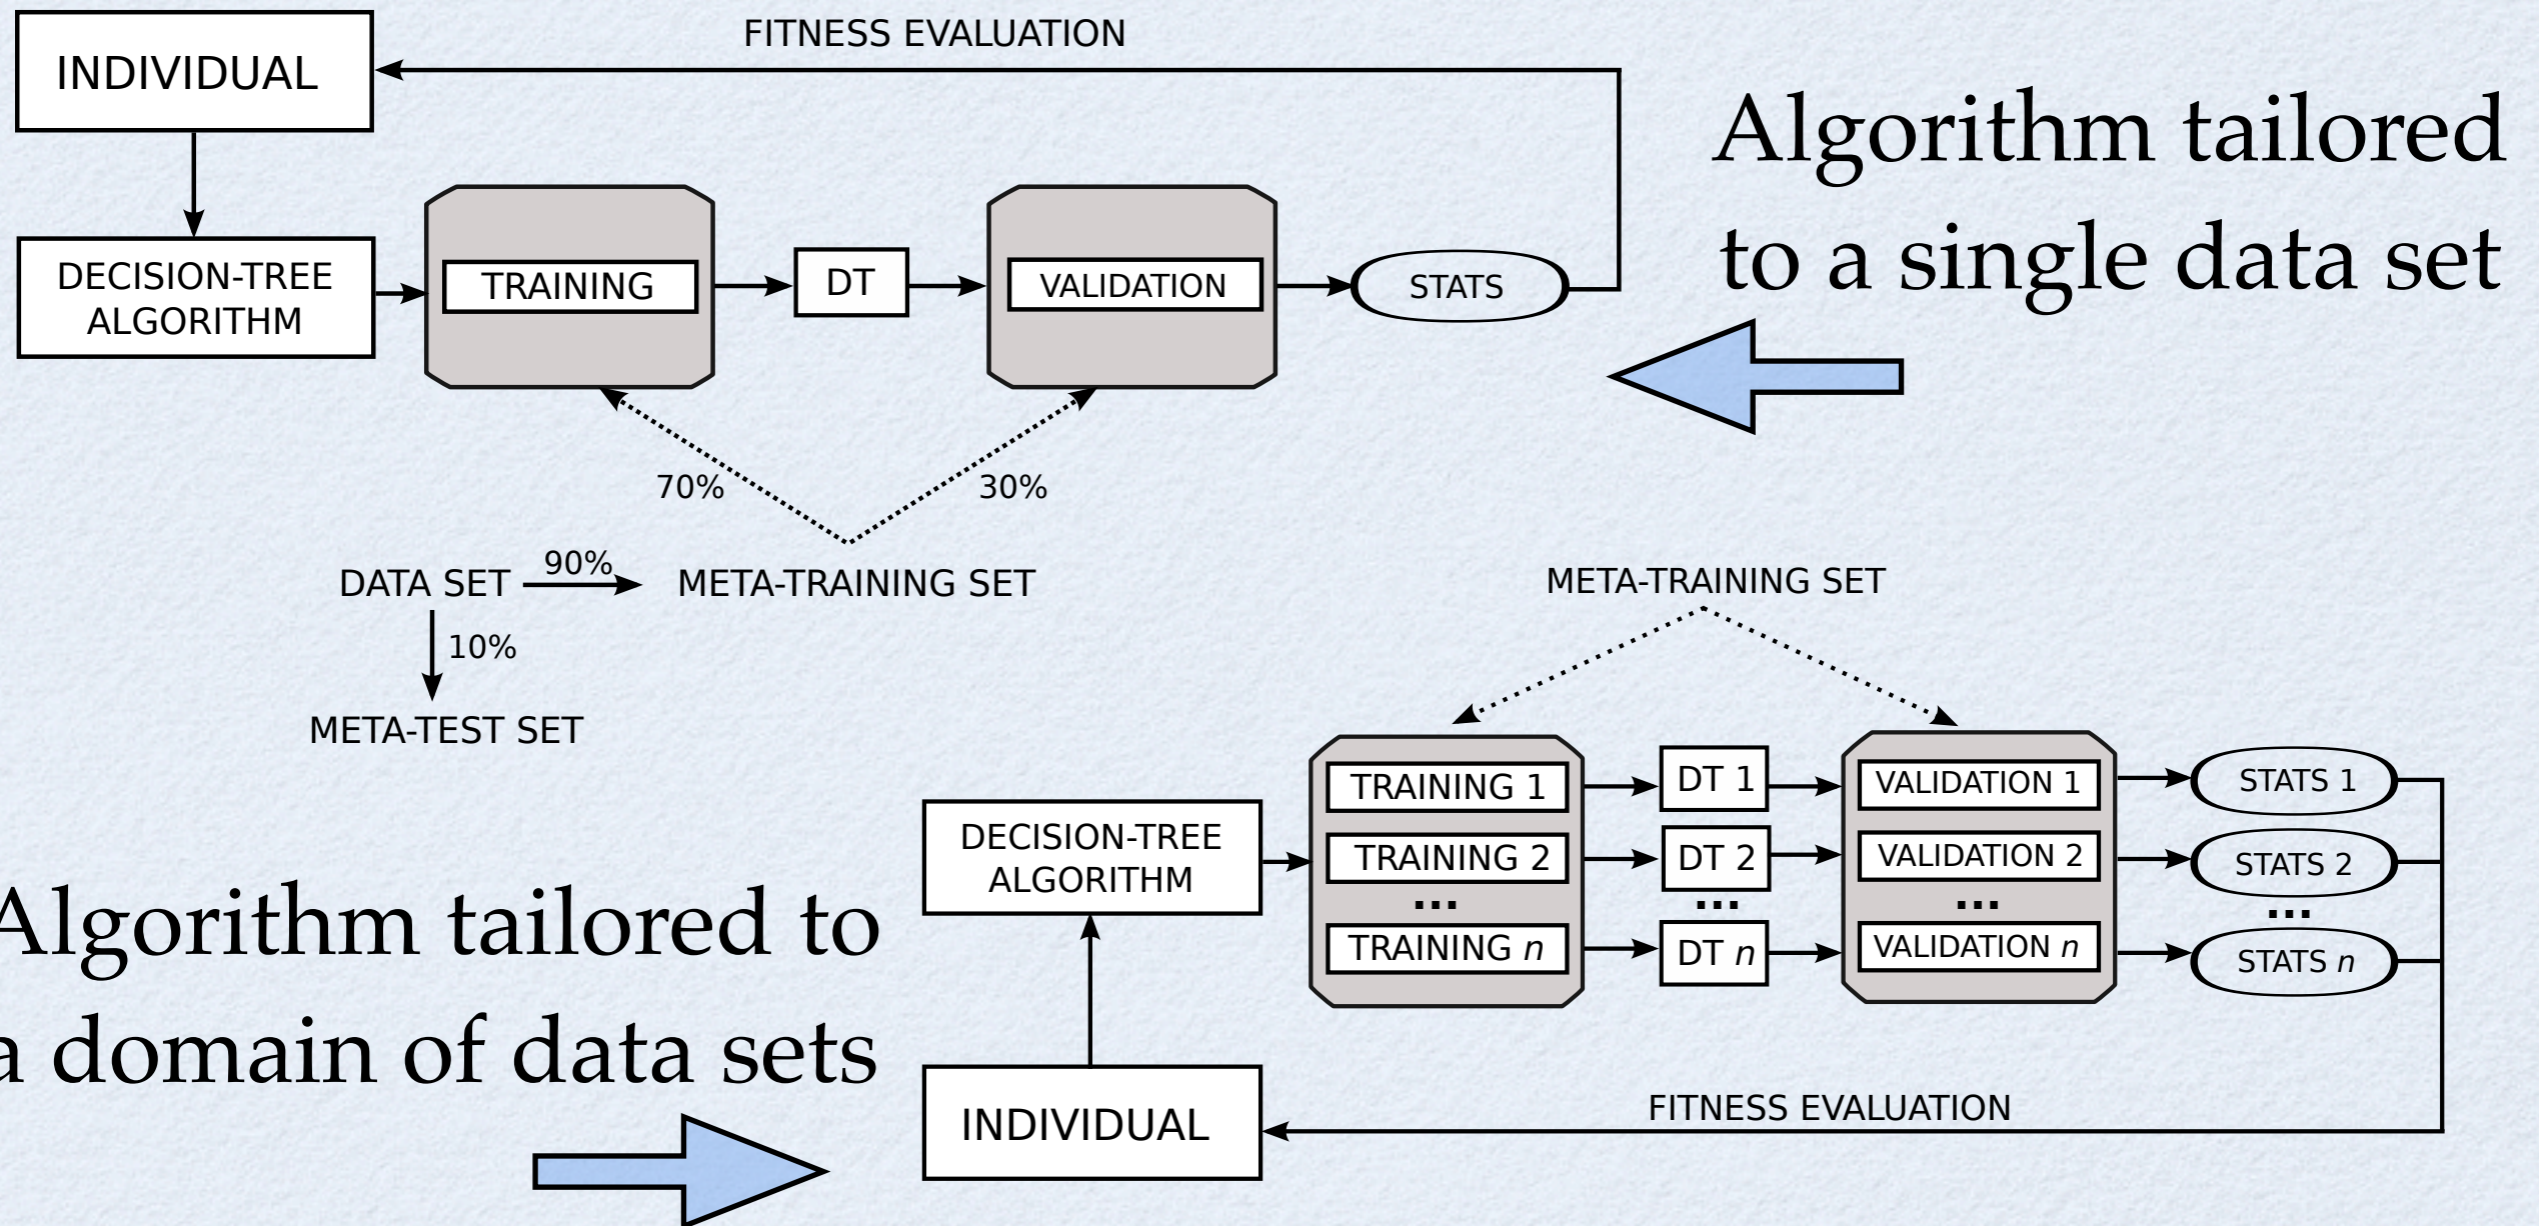 FITNESS EVALUATION
INDIVIDUAL
Algorithm tailored
to a single data set
DECISION-TREE
ALGORITHM
TRAINING
DT
VALIDATION
STATS
70%
30%
DATA SET
90%
META-TRAINING SET
10%
META-TEST SET
META-TRAINING SET
Algorithm tailored to
a domain of data sets
DECISION-TREE
ALGORITHM
TRAINING 1
DT 1
VALIDATION 1
STATS 1
TRAINING 2
DT 2
VALIDATION 2
STATS 2
...
...
...
...
TRAINING n
DT n
VALIDATION n
STATS n
INDIVIDUAL
FITNESS EVALUATION